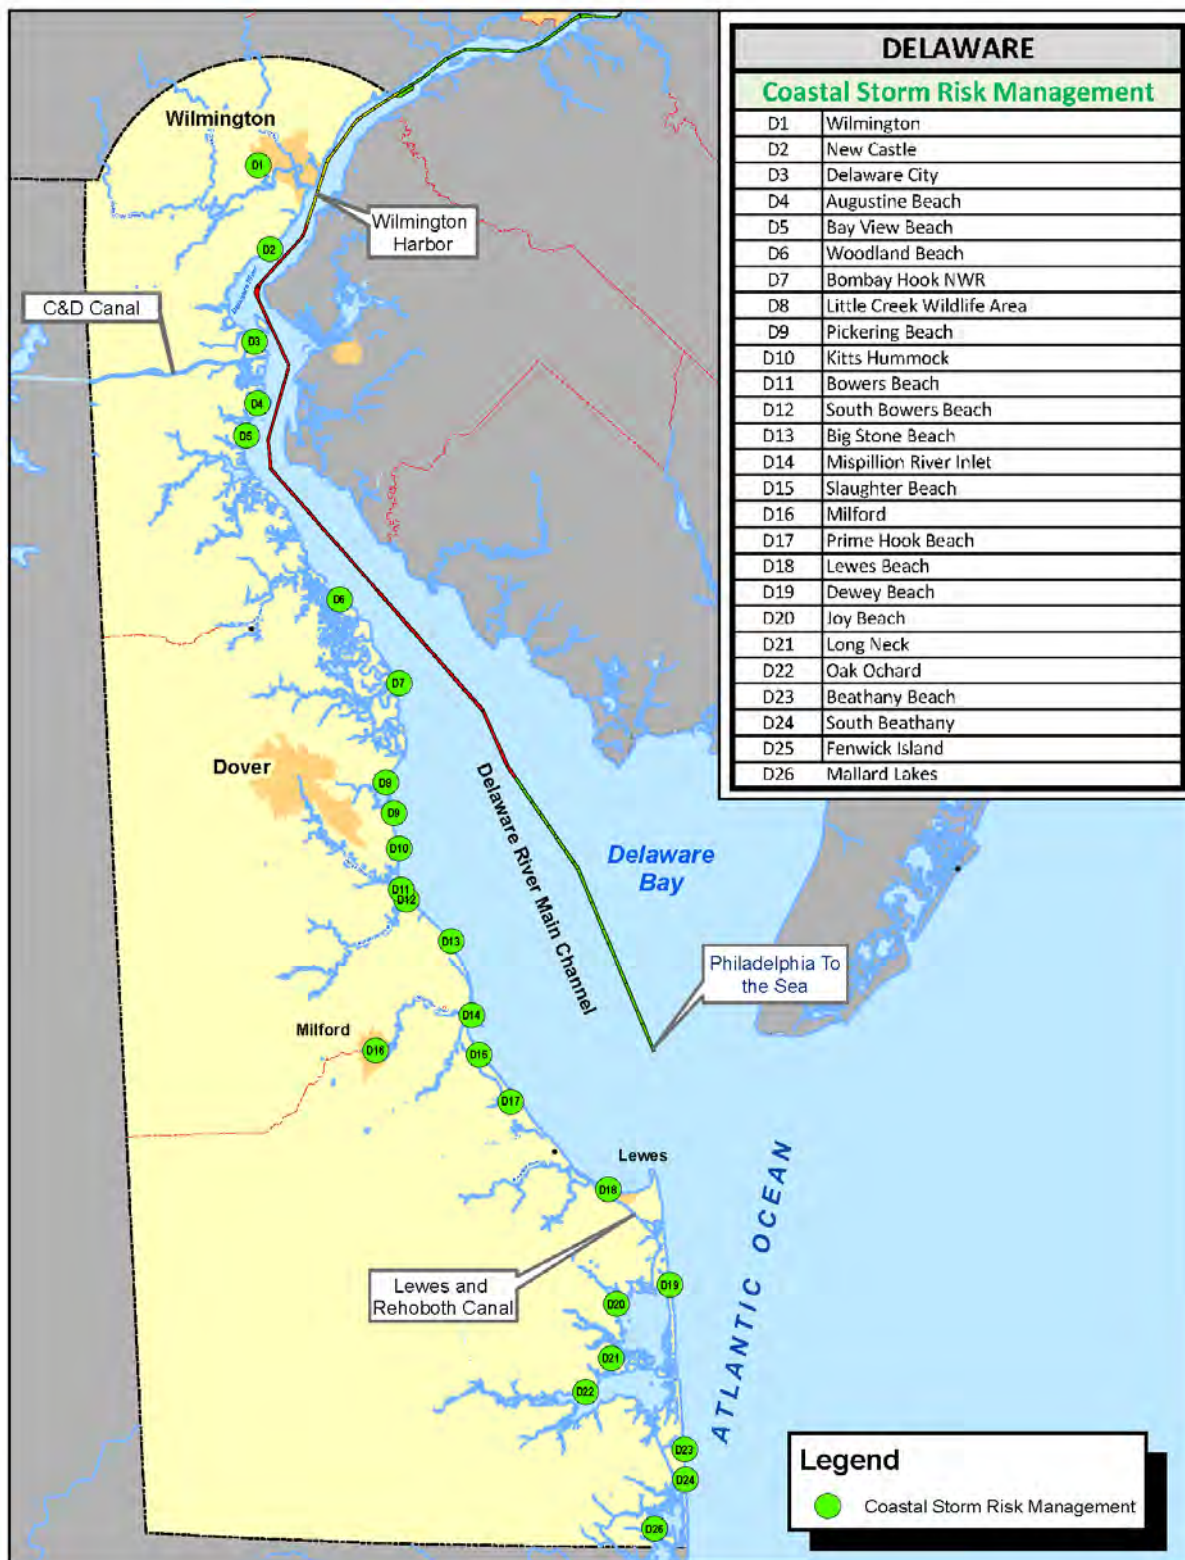 DELAWARE
Coastal Storm Risk Management
D1 Wilmington
D2 New Castle
D3 Delaware City
D4 Augustine Beach
D5 Bay View Beach
D6 Woodland Beach
D7 Bombay Hook NWR
D8 Little Creek Wildlife Area
D9 Pickering Beach
D10 Kitts Hummock
D11 Bowers Beach
D12 South Bowers Beach
D13 Big Stone Beach
D14 Mispillion River Inlet
D15 Slaughter Beach
D16 Milford
D17 Prime Hook Beach
D18 Lewes Beach
D19 Dewey Beach
D20 Joy Beach
D21 Long Neck
D22 Oak Ochard
D23 Beathany Beach
D24 South Beathany
D25 Fenwick Island
D26 Mallard Lakes
Wilmington
D1
Wilmington
Harbor
D2
Delaware River
C&D Canal
D3
D4
D5
D6
D7
Dover
D8
D9
D10
D11
D12
Delaware River Main Channel
Delaware
Bay
D13
Philadelphia To
the Sea
D14
Milford
D16
D15
D17
Lewes
D18
Lewes and
Rehoboth Canal
D19
D20
D21
D22
ATLANTIC OCEAN
D23
D24
D26
Legend
Coastal Storm Risk Management